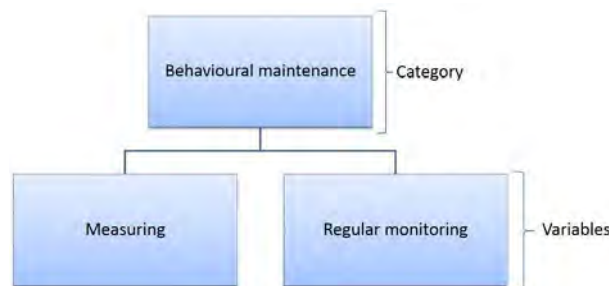 Behavioural maintenance
Category
Measuring
Regular monitoring
Variables